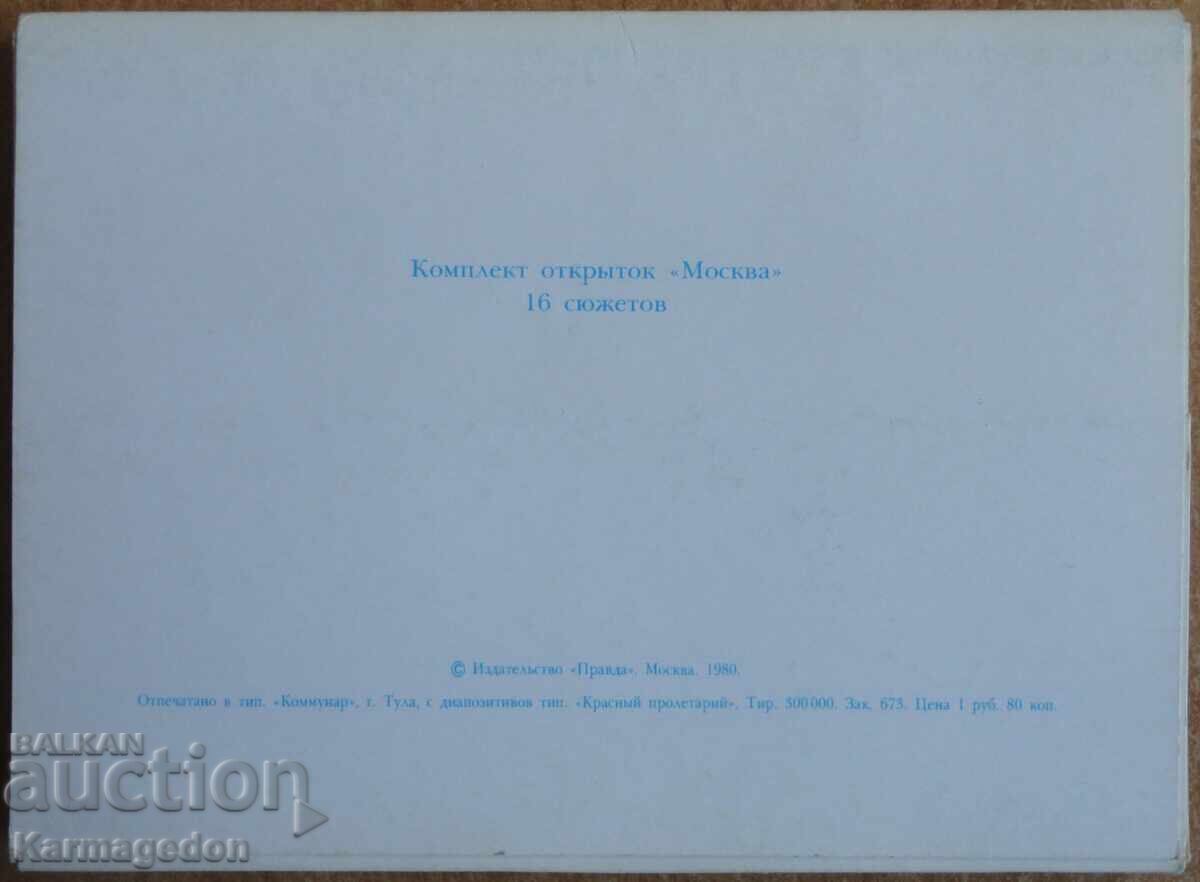 Комплект открыток «Москва»
16 сюжетов
© Издательство «Правда». Москва. 1980.
Отпечатано в тип. «Коммунар», г. Тула, с диапозитивов тип. «Красный пролетарий». Тир. 300 000. Зак. 673. Цена 1 руб. 80 коп.
BALKAN
auction
Karmagedon